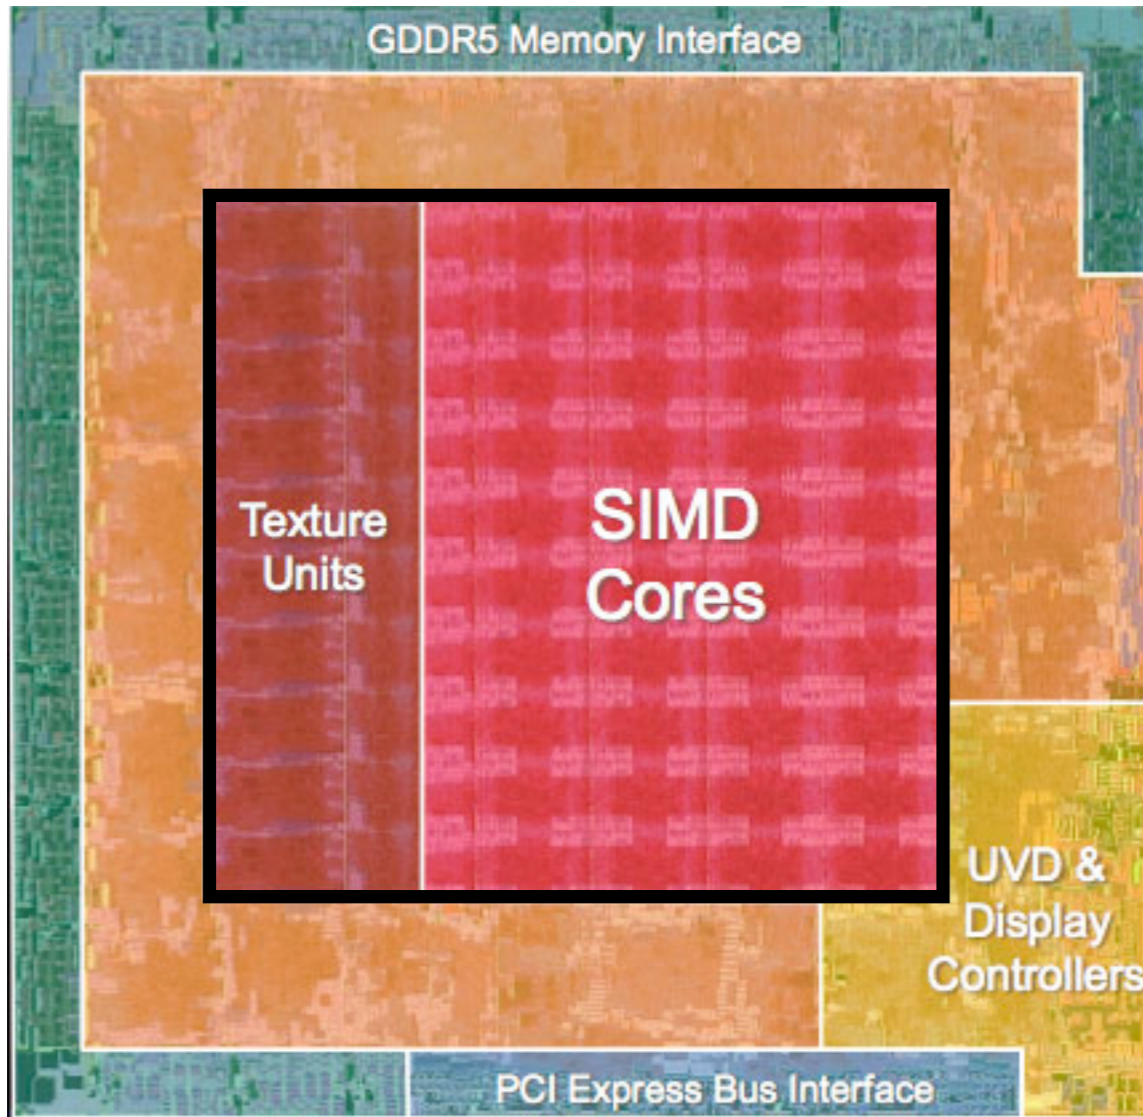 GDDR5 Memory Interface
Texture
Units
SIMD
Cores
UVD &
Display
Controllers
PCI Express Bus Interface